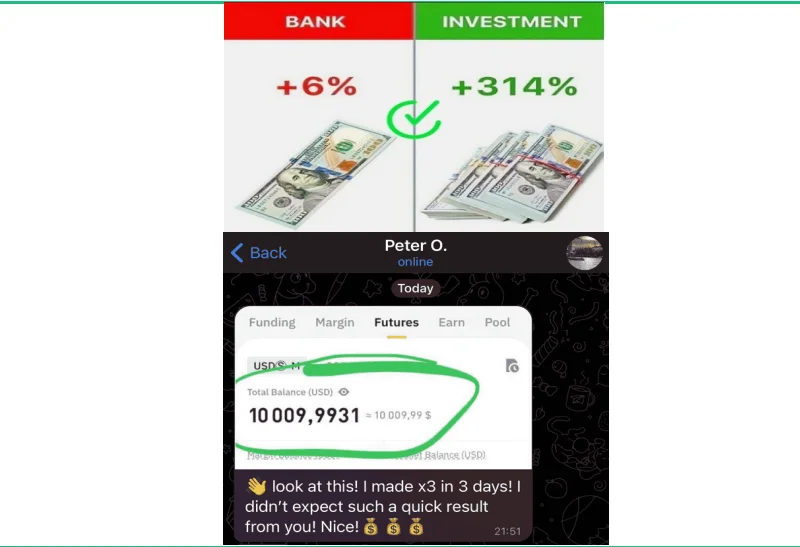 BANK INVESTMENT
+6% +314%
Back Peter O.
online
Today
Funding Margin Futures Earn Pool
USDⓈ-M
Total Balance (USD)
10 009,9931 ≈ 10 009,99 $
Balance (USD)
👋 look at this! I made x3 in 3 days! I
didn't expect such a quick result
from you! Nice! 💰 💰 💰
21:51